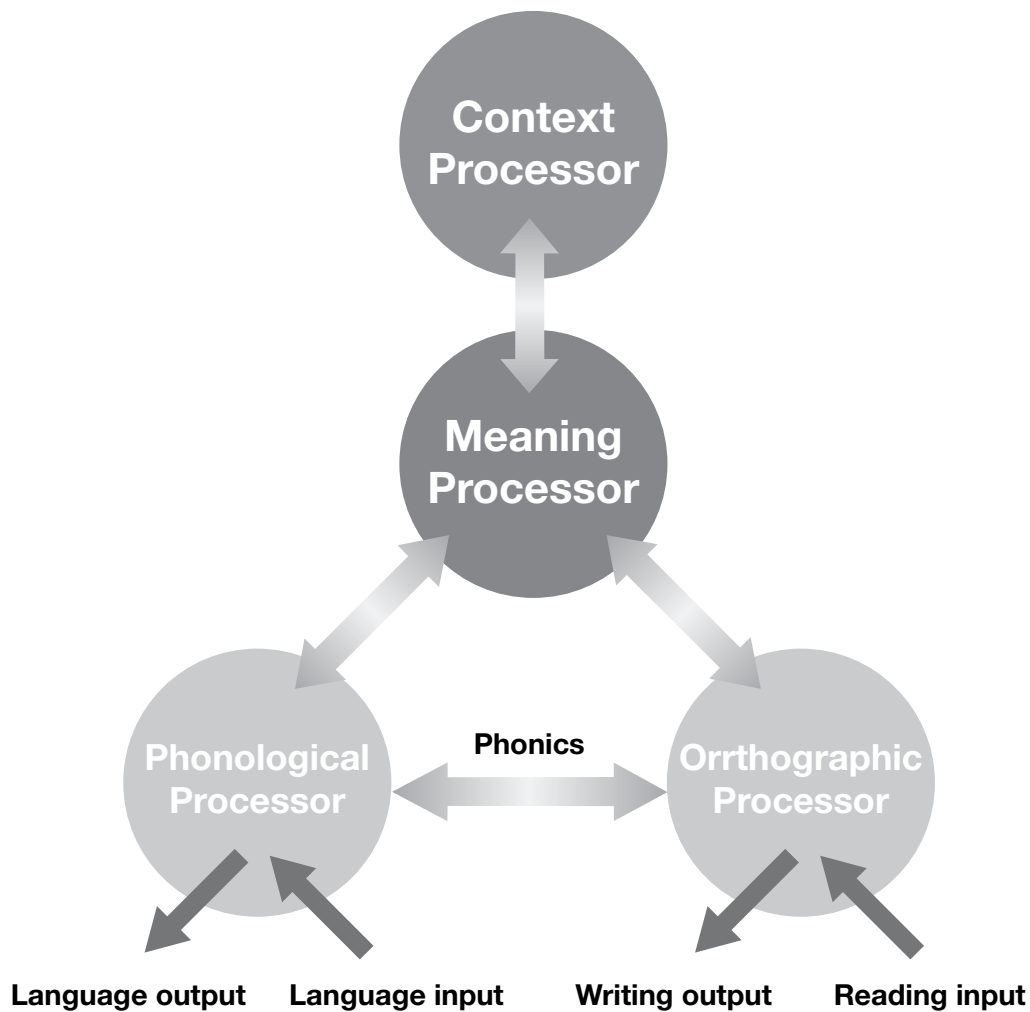 Context
Processor
Meaning
Processor
Phonics
Phonological
Processor
Orrthographic
Processor
Language output
Language input
Writing output
Reading input